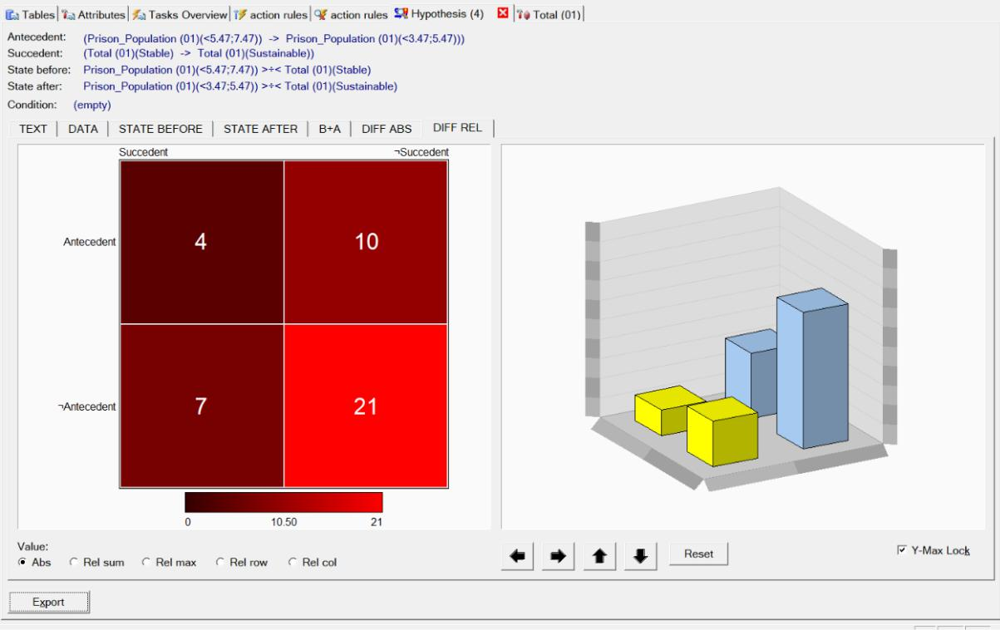 Tables Attributes Tasks Overview action rules action rules Hypothesis (4) Total (01)
Antecedent: (Prison_Population (01)(<5.47;7.47)) -> Prison_Population (01)(<3.47;5.47)))
Succedent: (Total (01)(Stable) -> Total (01)(Sustainable))
State before: Prison_Population (01)(<5.47;7.47)) >÷< Total (01)(Stable)
State after: Prison_Population (01)(<3.47;5.47)) >÷< Total (01)(Sustainable)
Condition: (empty)
TEXT DATA STATE BEFORE STATE AFTER B+A DIFF ABS DIFF REL
Succedent ¬Succedent
Antecedent 4 10
¬Antecedent 7 21
0 10.50 21
Value:
Abs Rel sum Rel max Rel row Rel col
Reset
Y-Max Lock
Export